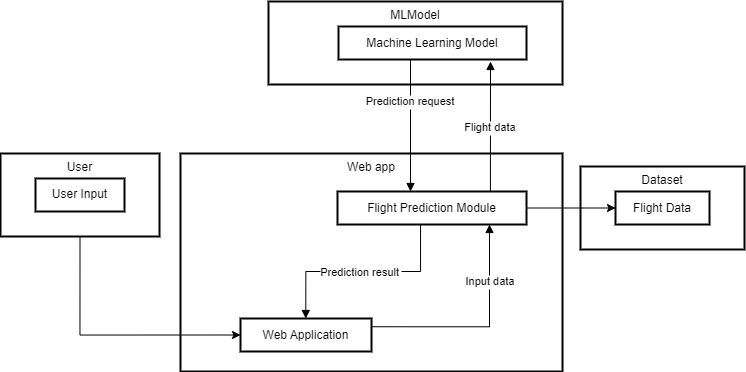 MLModel
Machine Learning Model
Prediction request
Flight data
User
User Input
Web app
Flight Prediction Module
Dataset
Flight Data
Prediction result
Input data
Web Application